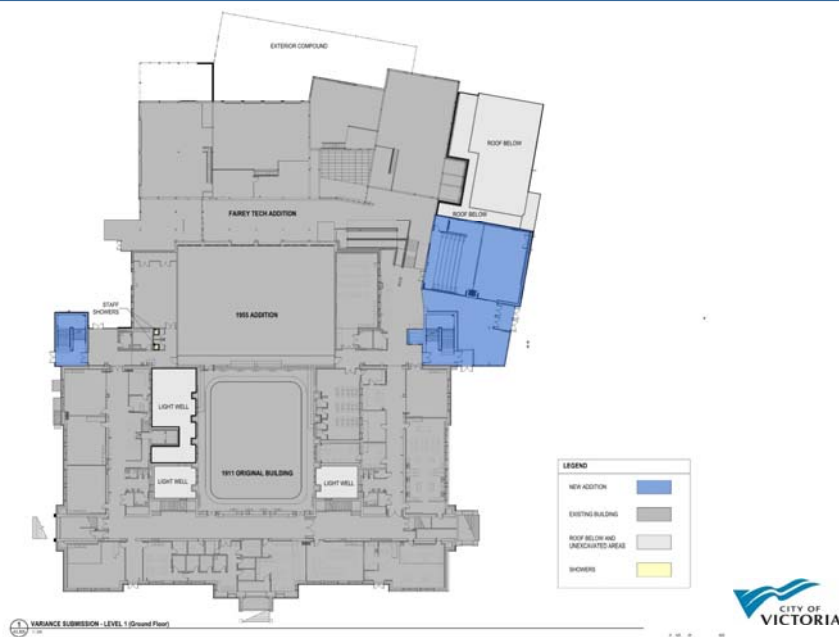 EXTERIOR COMPOUND
ROOF BELOW
ROOF BELOW
FAIREY TECH ADDITION
STAFF
SHOWERS
1955 ADDITION
LIGHT WELL
LIGHT WELL
1911 ORIGINAL BUILDING
LIGHT WELL
LEGEND
NEW ADDITION
EXISTING BUILDING
ROOF BELOW AND
UNEXCAVATED AREAS
SHOWERS
1
VARIANCE SUBMISSION - LEVEL 1 (Ground Floor)
CITY OF
VICTORIA